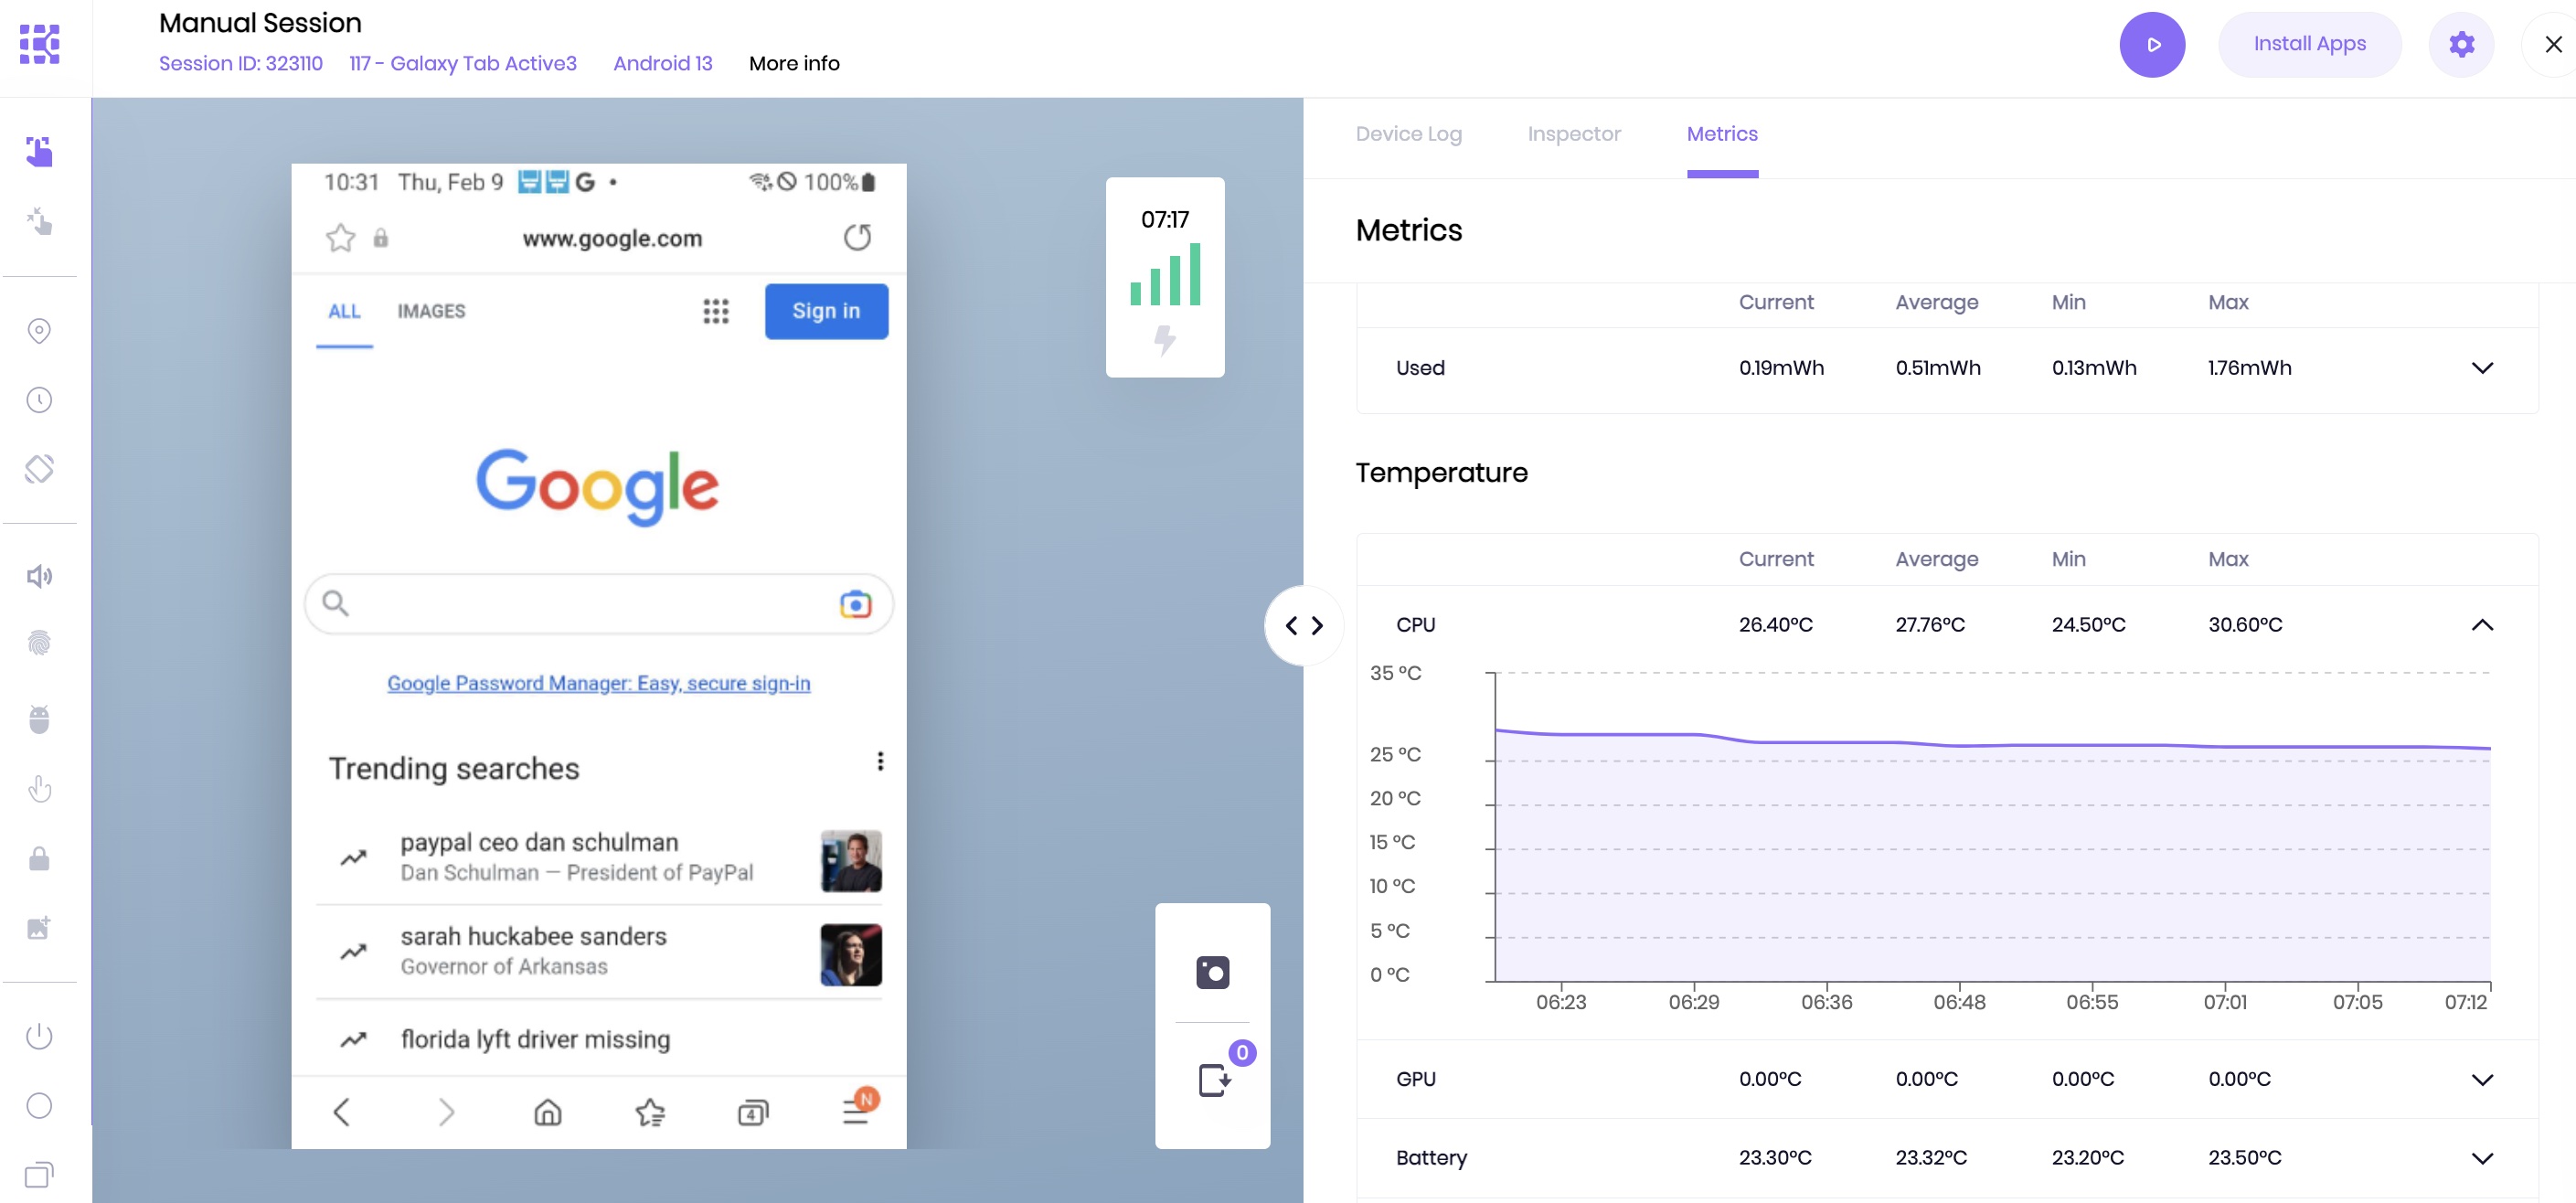 Manual Session
Session ID: 323110 117 - Galaxy Tab Active3 Android 13 More info
Install Apps
10:31 Thu, Feb 9 G • 100%
www.google.com
ALL IMAGES Sign in
Google
Google Password Manager: Easy, secure sign-in
Trending searches
paypal ceo dan schulman
Dan Schulman — President of PayPal
sarah huckabee sanders
Governor of Arkansas
florida lyft driver missing
4 N
07:17
0
Device Log Inspector Metrics
Metrics
Current Average Min Max
Used 0.19mWh 0.51mWh 0.13mWh 1.76mWh
Temperature
Current Average Min Max
CPU 26.40°C 27.76°C 24.50°C 30.60°C
35 °C
25 °C
20 °C
15 °C
10 °C
5 °C
0 °C
06:23 06:29 06:36 06:48 06:55 07:01 07:05 07:12
GPU 0.00°C 0.00°C 0.00°C 0.00°C
Battery 23.30°C 23.32°C 23.20°C 23.50°C